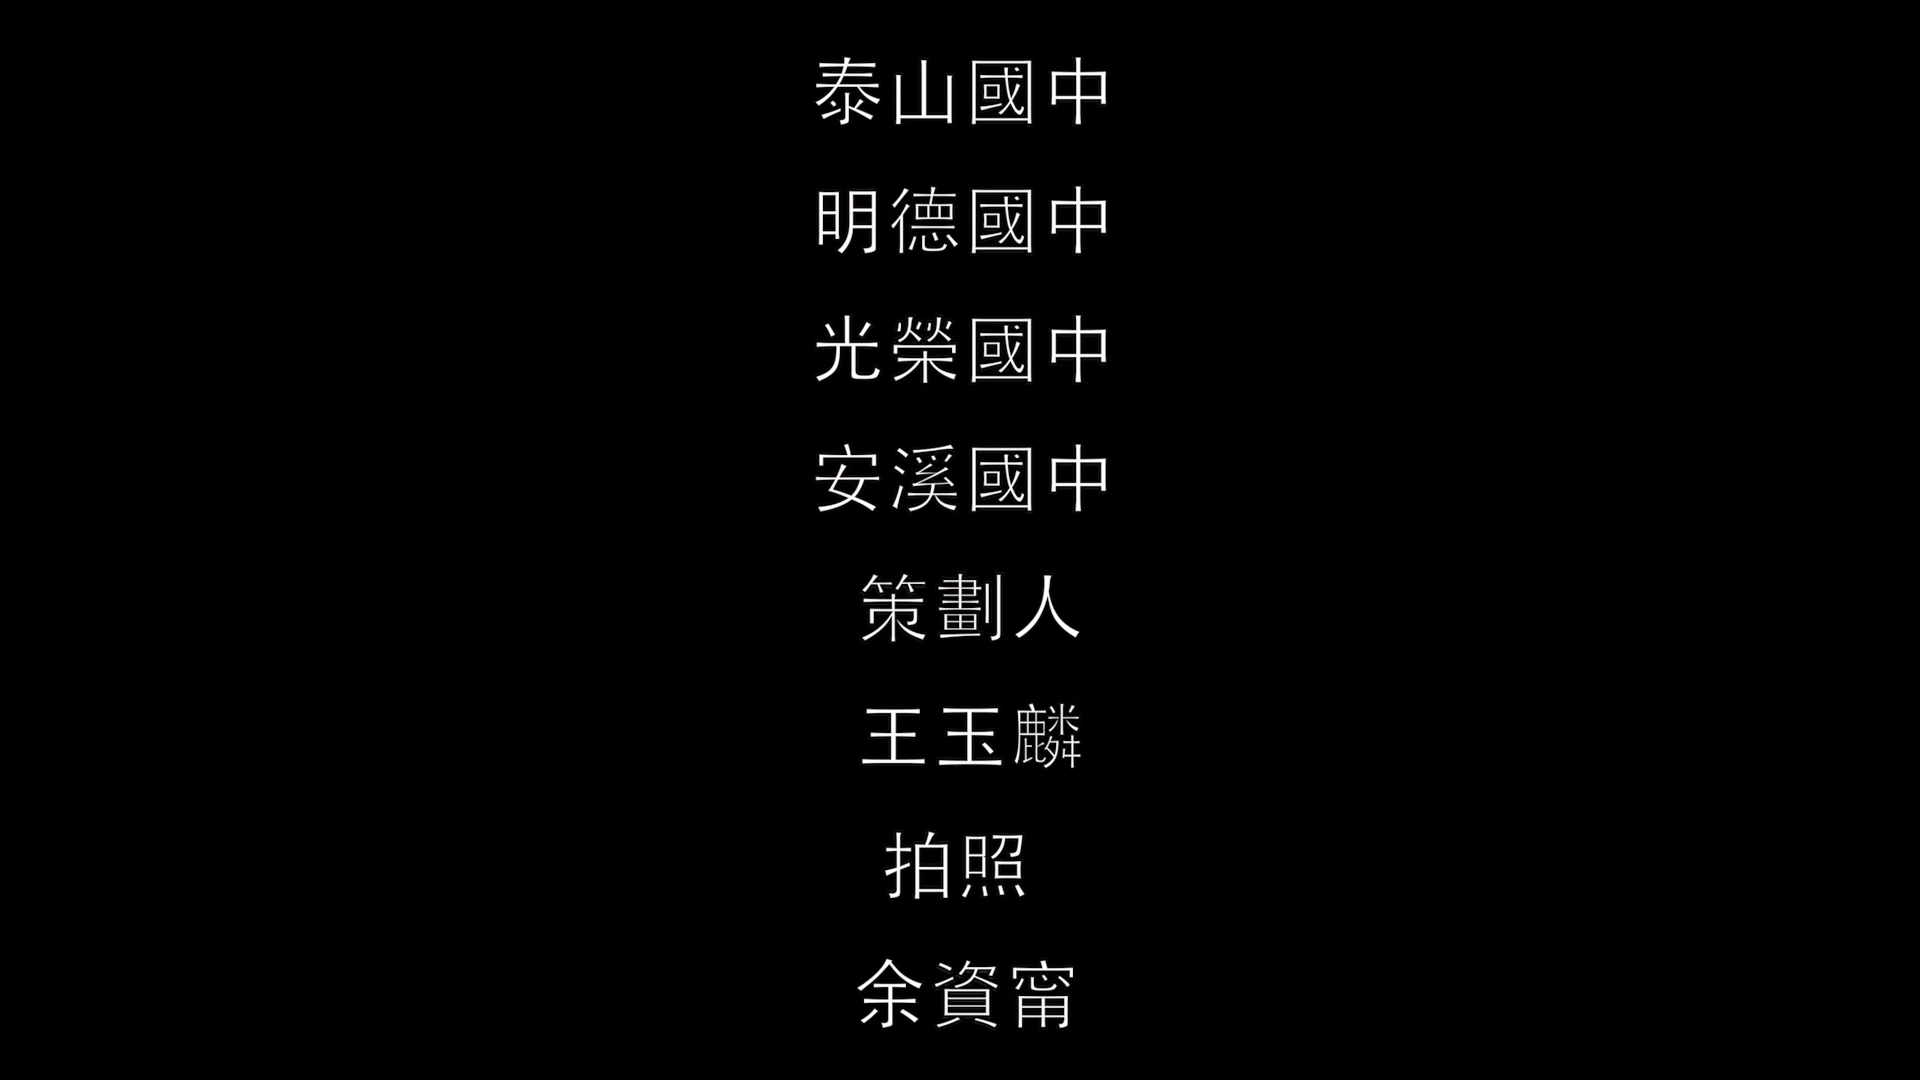 泰山國中
明德國中
光榮國中
安溪國中
策劃人
王玉麟
拍照
余資甯